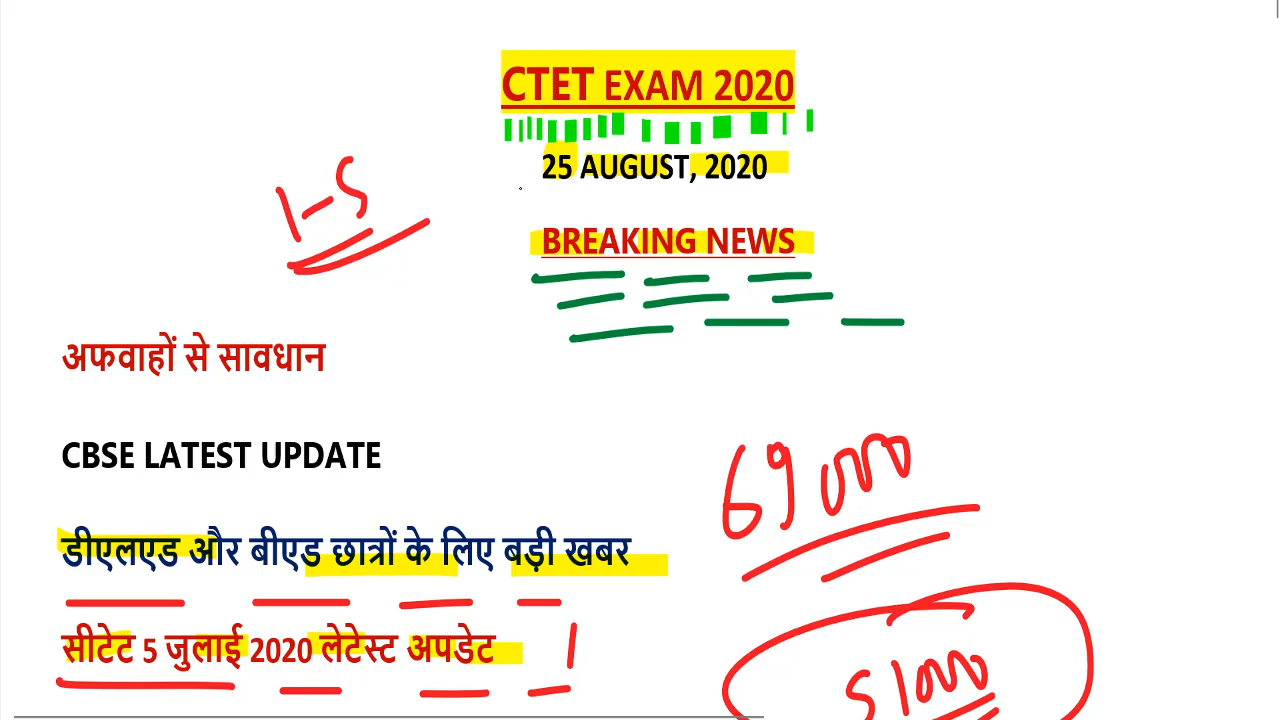 CTET EXAM 2020
25 AUGUST, 2020
1-5
BREAKING NEWS
अफवाहों से सावधान
CBSE LATEST UPDATE
69000
डीएलएड और बीएड छात्रों के लिए बड़ी खबर
सीटेट 5 जुलाई 2020 लेटेस्ट अपडेट
51000